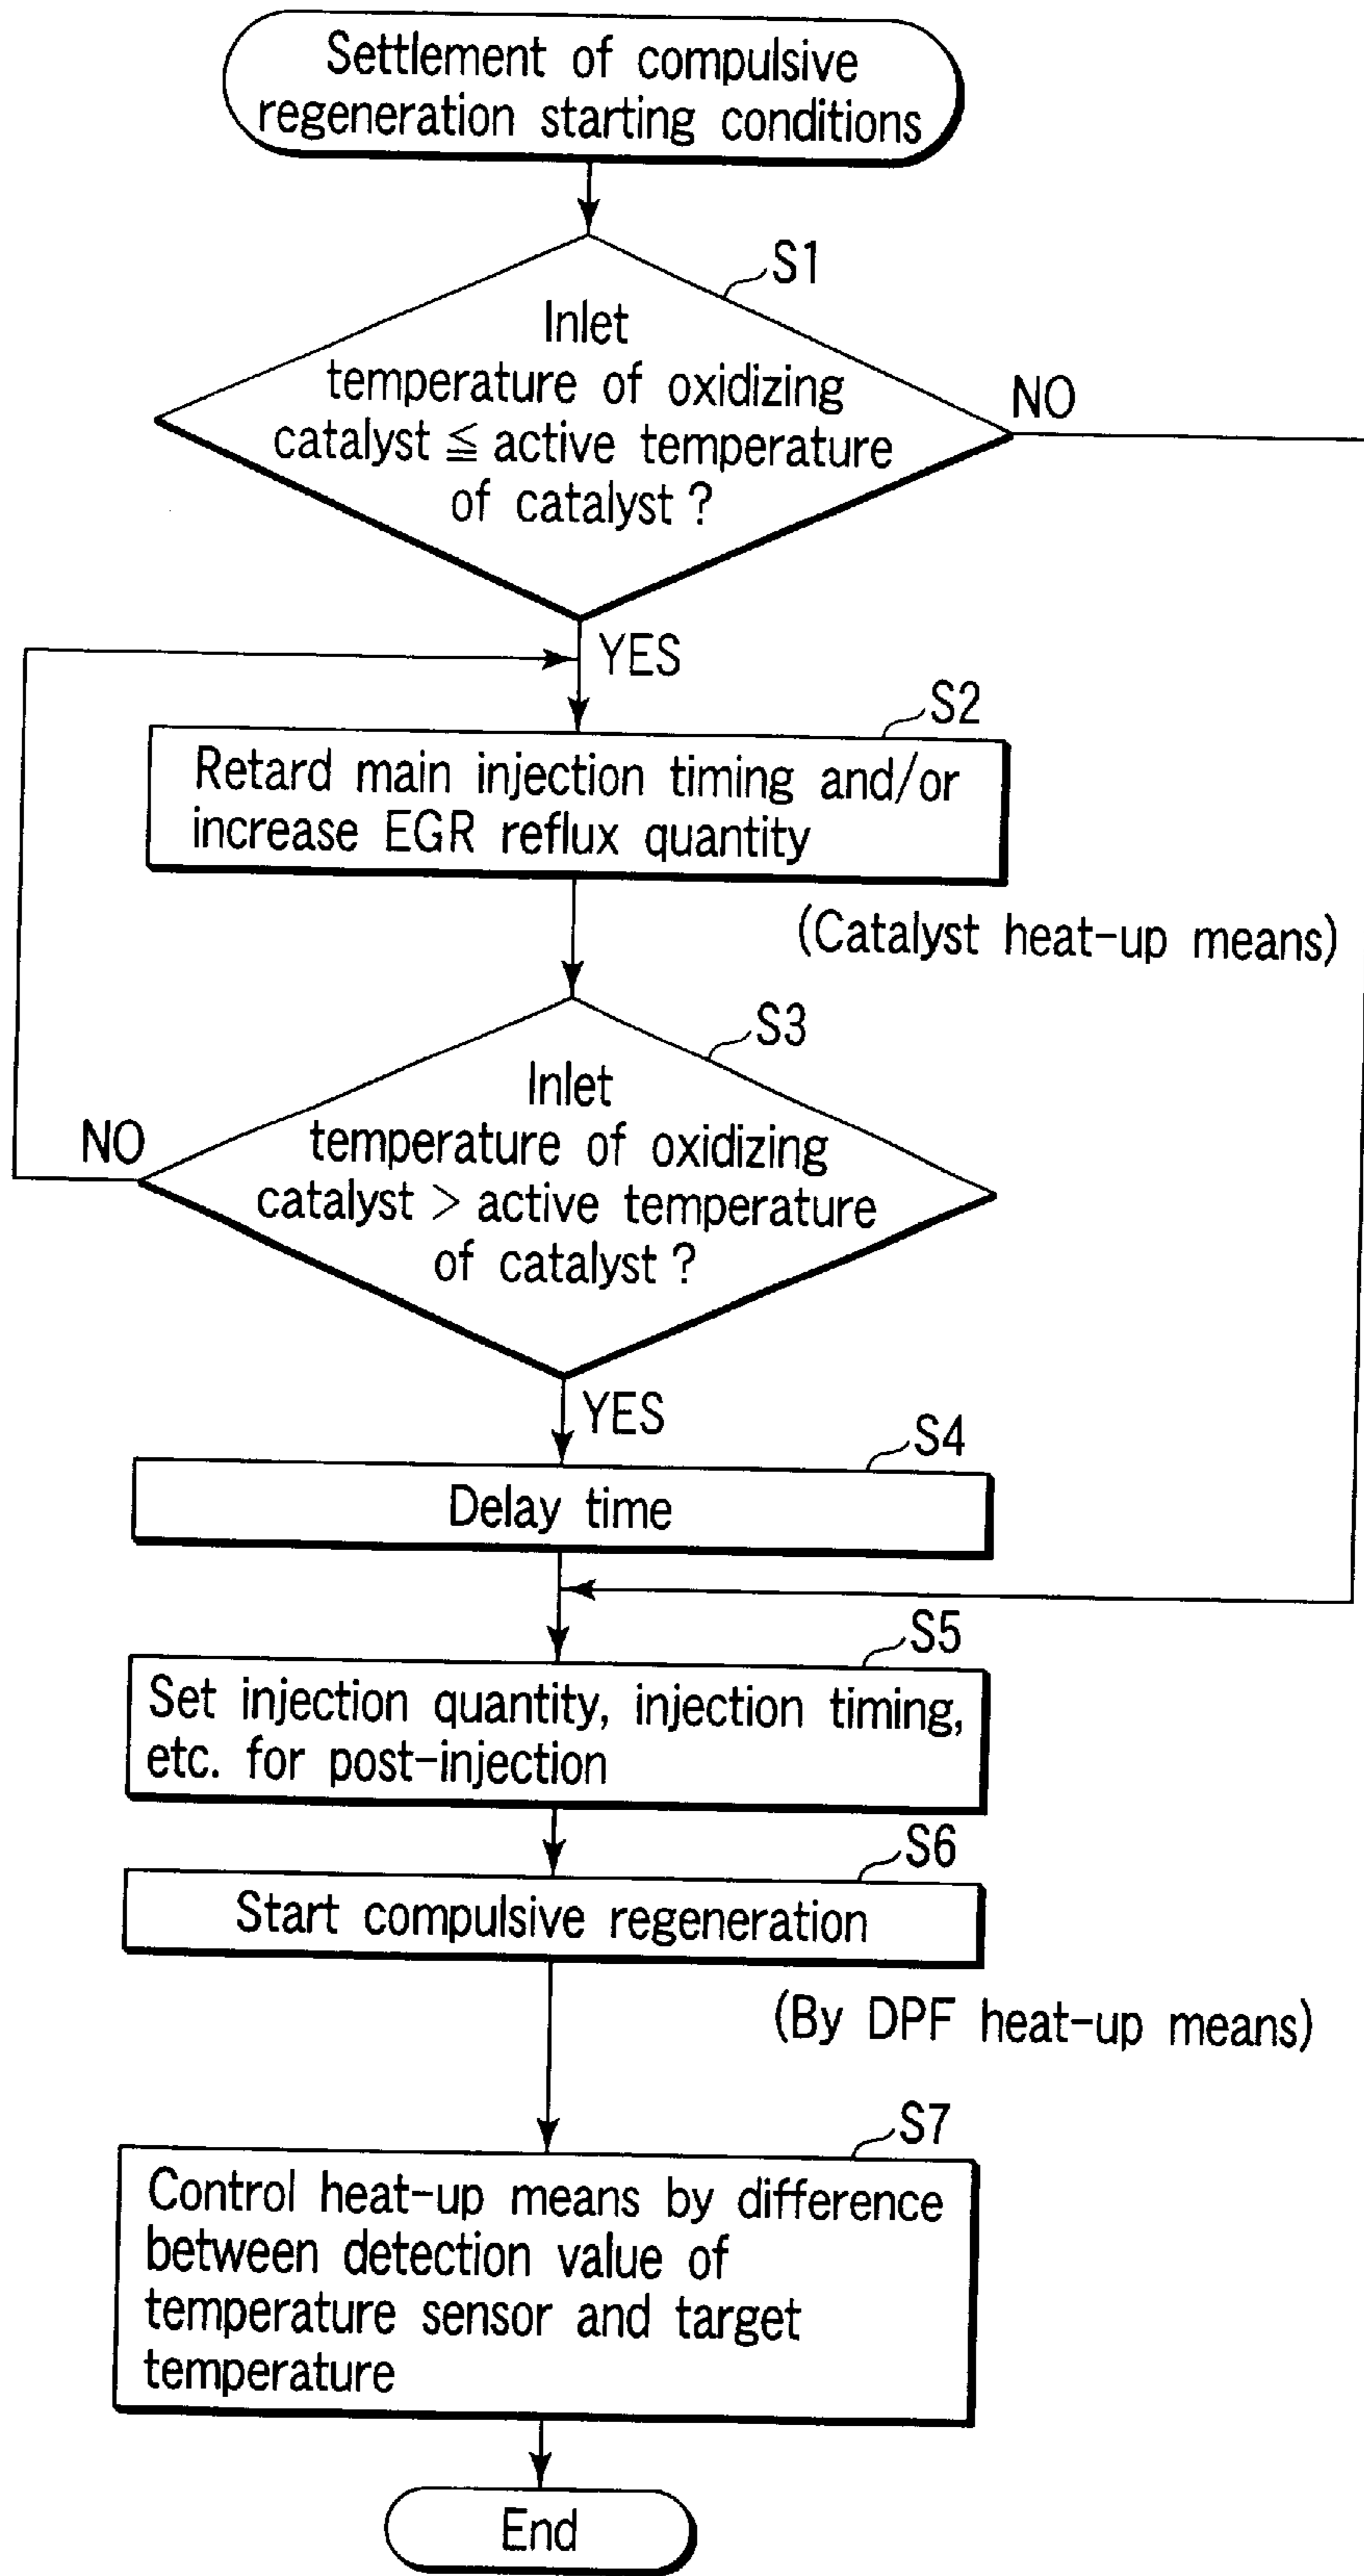 Settlement of compulsive
regeneration starting conditions
S1
Inlet
temperature of oxidizing
catalyst ≦ active temperature
of catalyst ?
NO
YES
S2
Retard main injection timing and/or
increase EGR reflux quantity
(Catalyst heat-up means)
S3
Inlet
temperature of oxidizing
catalyst > active temperature
of catalyst ?
NO
YES
S4
Delay time
S5
Set injection quantity, injection timing,
etc. for post-injection
S6
Start compulsive regeneration
(By DPF heat-up means)
S7
Control heat-up means by difference
between detection value of
temperature sensor and target
temperature
End